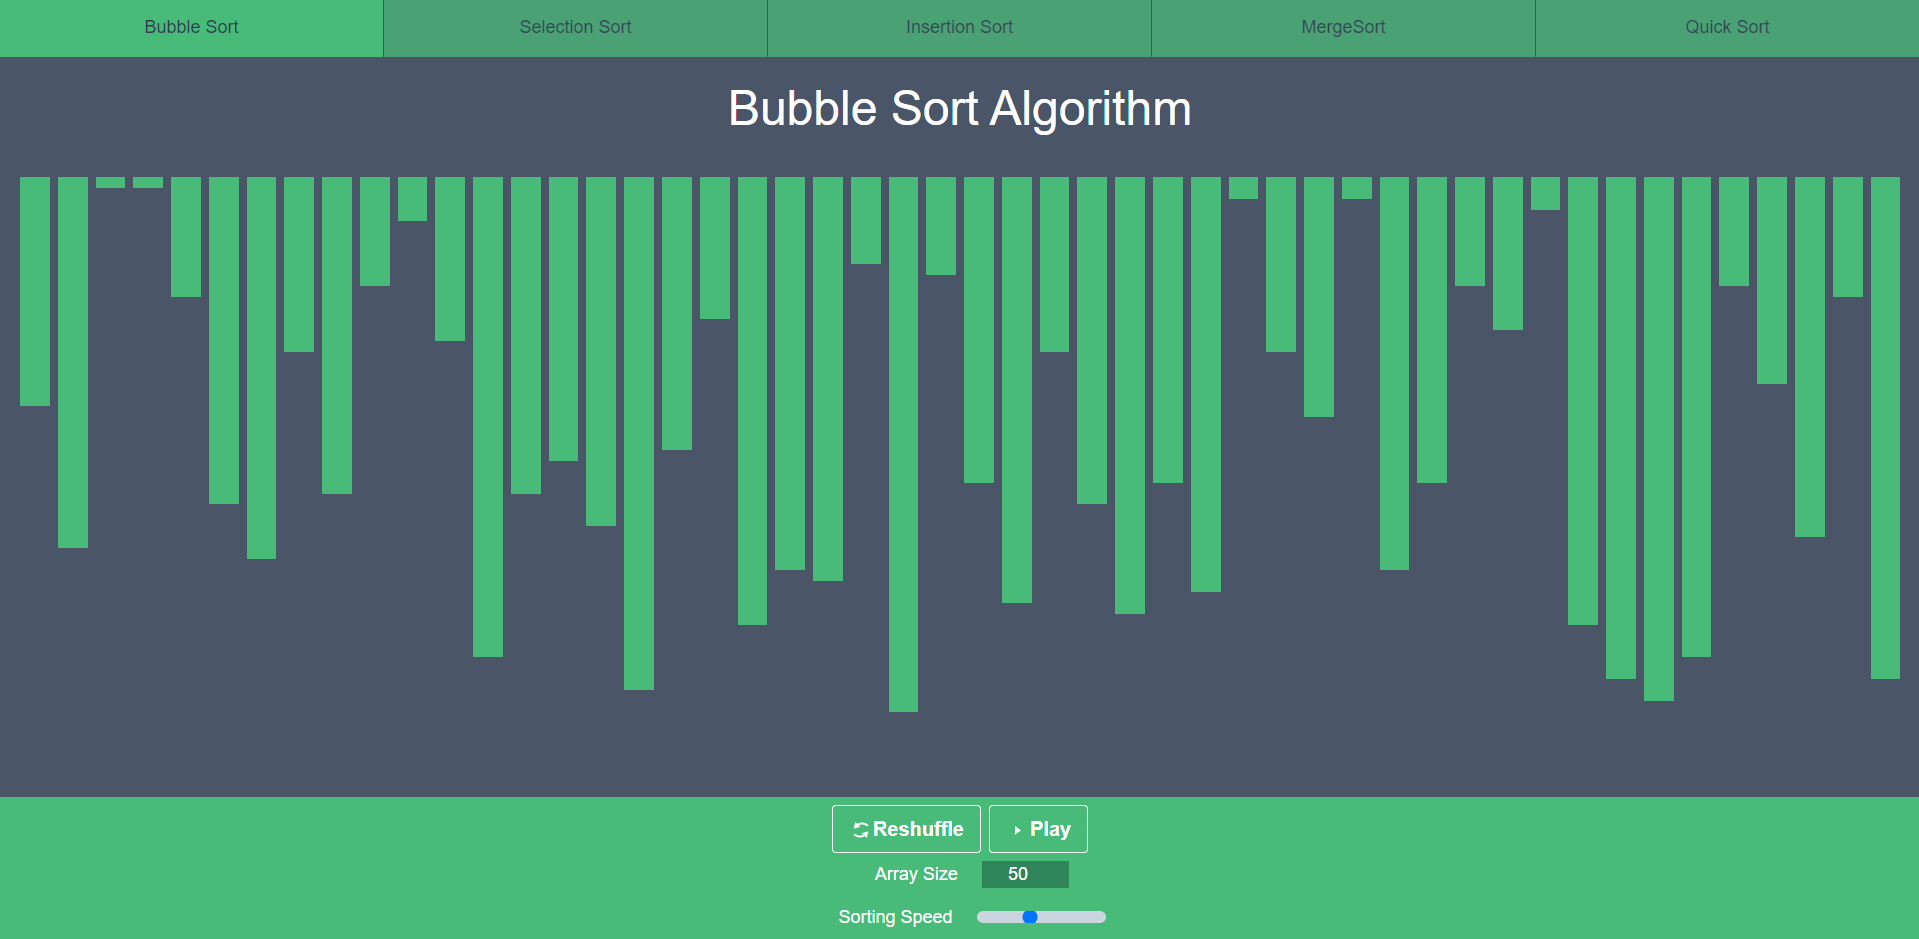 Bubble Sort
Selection Sort
Insertion Sort
MergeSort
Quick Sort
Bubble Sort Algorithm
Reshuffle
Play
Array Size 50
Sorting Speed